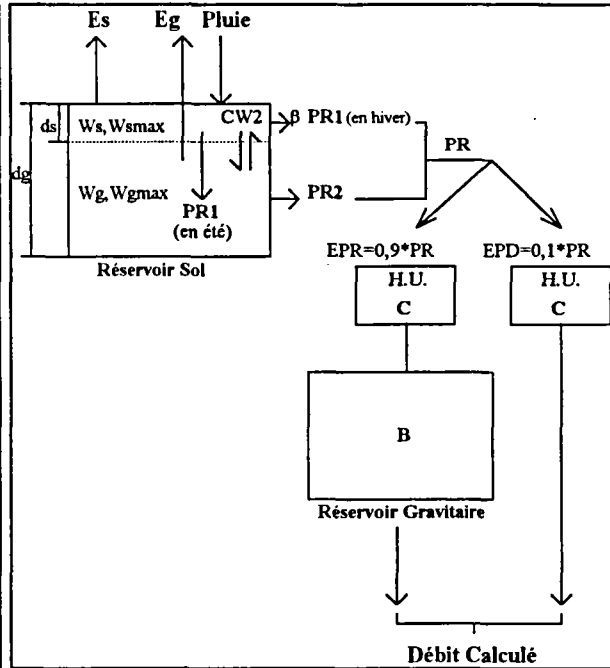 Es Eg Pluie
ds Ws, Wsmax CW2 β PR1 (en hiver)
PR
dg Wg, Wgmax PR1 PR2
(en été)
Réservoir Sol
EPR=0,9*PR EPD=0,1*PR
H.U. H.U.
C C
B
Réservoir Gravitaire
Débit Calculé